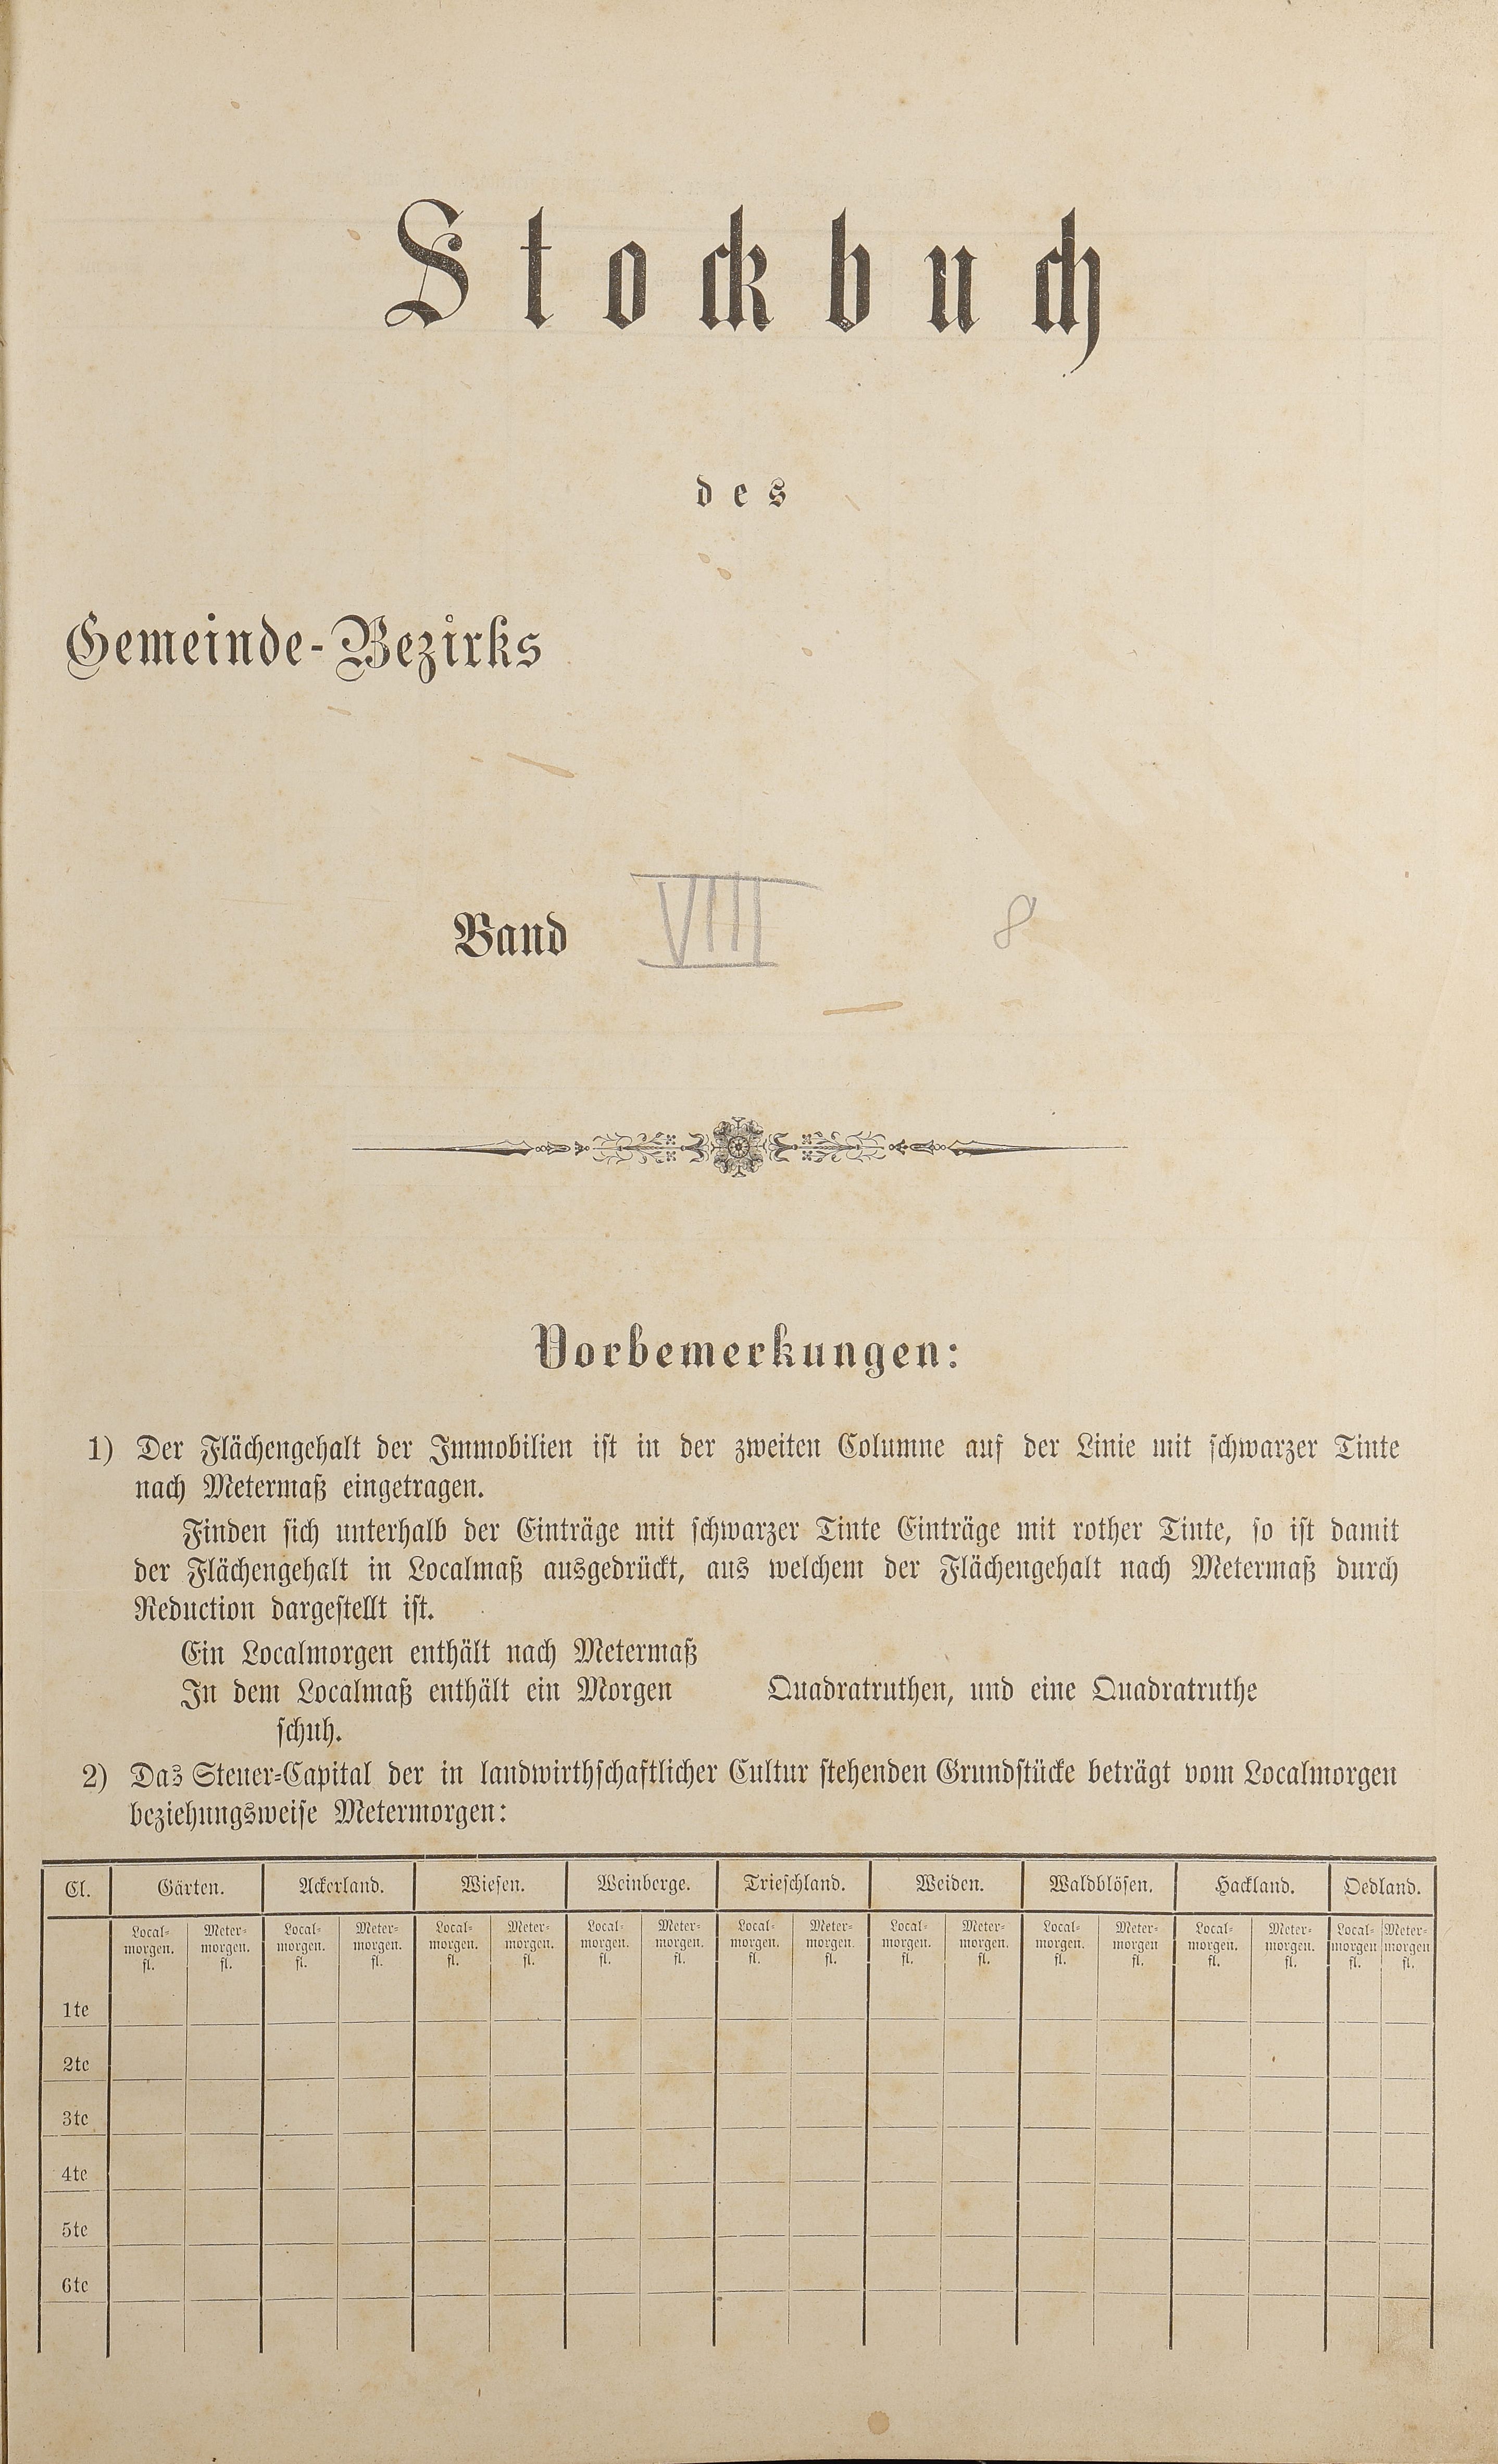 Stockbuch
des
Gemeinde-Bezirks
Band VIII 8
Vorbemerkungen:
1) Der Flächengehalt der Immobilien ist in der zweiten Columne auf der Linie mit schwarzer Tinte
nach Metermaß eingetragen.
Finden sich unterhalb der Einträge mit schwarzer Tinte Einträge mit rother Tinte, so ist damit
der Flächengehalt in Localmaß ausgedrückt, aus welchem der Flächengehalt nach Metermaß durch
Reduction dargestellt ist.
Ein Localmorgen enthält nach Metermaß
In dem Localmaß enthält ein Morgen Quadratruthen, und eine Quadratruthe
schuh.
2) Das Steuer-Capital der in landwirthschaftlicher Cultur stehenden Grundstücke beträgt vom Localmorgen
beziehungsweise Metermorgen:
Cl. Gärten. Ackerland. Wiesen. Weinberge. Trieschland. Weiden. Waldblösen. Hackland. Oedland.
Local- Meter- Local- Meter- Local- Meter- Local- Meter- Local- Meter- Local- Meter- Local- Meter- Local- Meter- Local- Meter-
morgen. morgen. morgen. morgen. morgen. morgen. morgen. morgen. morgen. morgen. morgen. morgen. morgen. morgen morgen. morgen. morgen morgen
fl. fl. fl. fl. fl. fl. fl. fl. fl. fl. fl. fl. fl. fl. fl. fl. fl. fl.
1te
2te
3te
4te
5te
6te